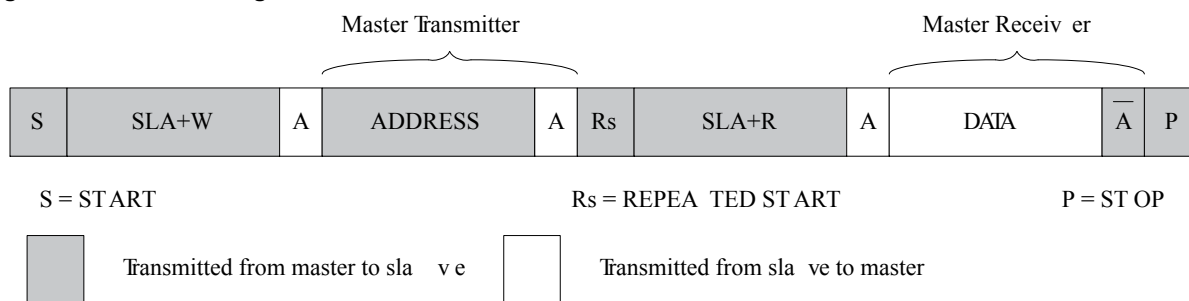 Master Transmitter Master Receiv er
S SLA+W A ADDRESS A Rs SLA+R A DATA A̅ P
S = ST ART Rs = REPEA TED ST ART P = ST OP
Transmitted from master to sla v e Transmitted from sla ve to master